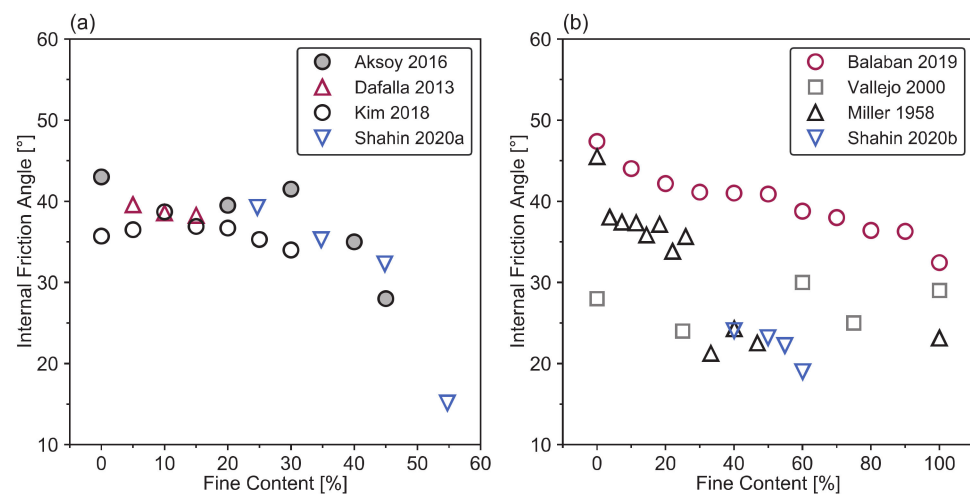 (a)
60
50
40
30
20
10
Internal Friction Angle [°]
0 10 20 30 40 50 60
Fine Content [%]
Aksoy 2016
Dafalla 2013
Kim 2018
Shahin 2020a
(b)
60
50
40
30
20
10
Internal Friction Angle [°]
0 20 40 60 80 100
Fine Content [%]
Balaban 2019
Vallejo 2000
Miller 1958
Shahin 2020b